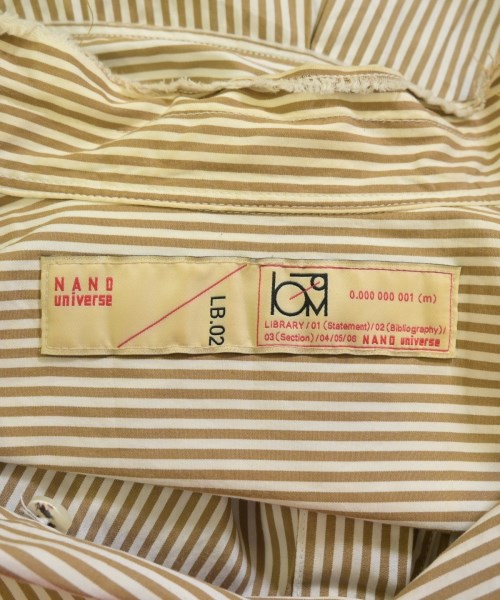 NANO
universe
LB.02
0.000 000 001 (m)
LIBRARY / 01 (Statement) / 02 (Bibliography) /
03 (Section) / 04/05/06 NANO universe